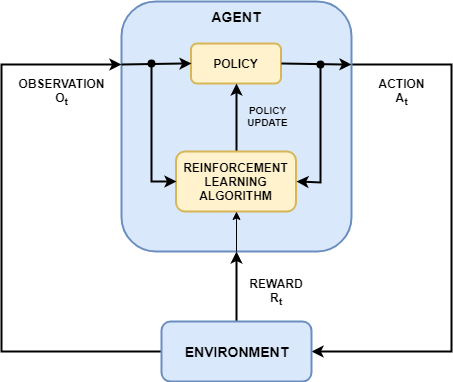 AGENT
OBSERVATION
Ot
POLICY
ACTION
At
POLICY
UPDATE
REINFORCEMENT
LEARNING
ALGORITHM
REWARD
Rt
ENVIRONMENT